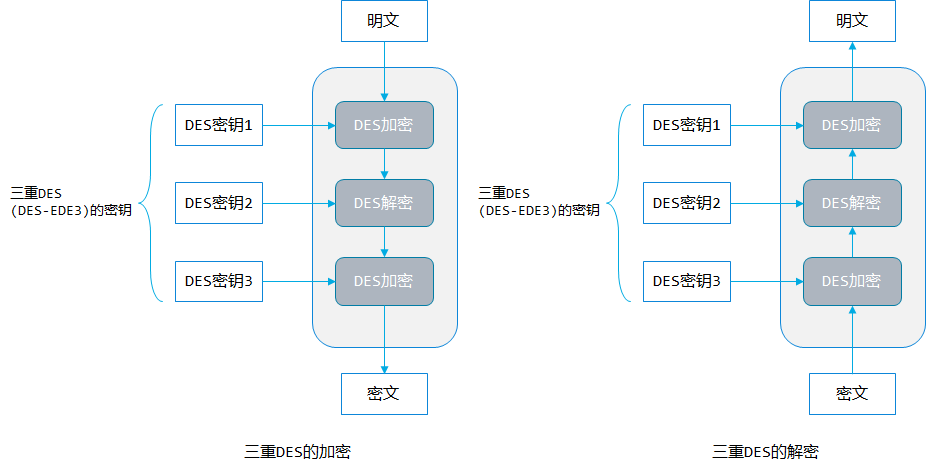 明文
DES密钥1
DES加密
三重DES
(DES-EDE3)的密钥
DES密钥2
DES解密
DES密钥3
DES加密
密文
三重DES的加密
明文
DES密钥1
DES加密
三重DES
(DES-EDE3)的密钥
DES密钥2
DES解密
DES密钥3
DES加密
密文
三重DES的解密